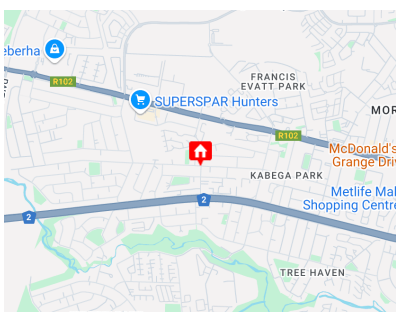 eberha
R102
FRANCIS
EVATT PARK
SUPERSPAR Hunters
MOR
R102
McDonald's
Grange Driv
KABEGA PARK
Metlife Mal
Shopping Centre
2
2
TREE HAVEN